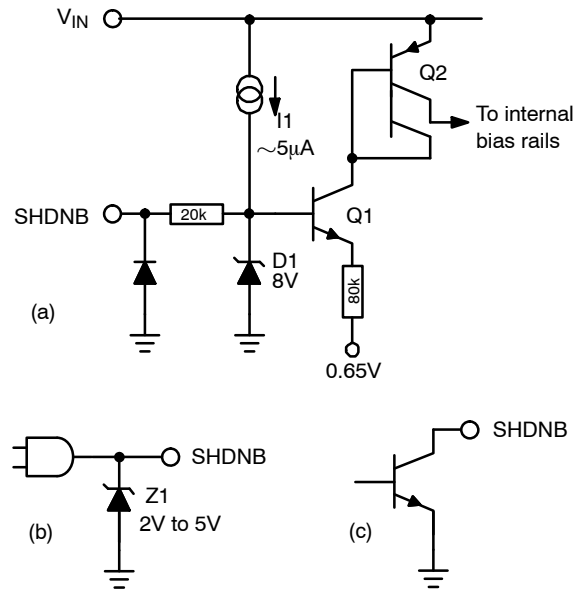 VIN
Q2
I1
To internal
bias rails
~5μA
SHDNB
20k
Q1
D1
8V
80k
(a)
0.65V
SHDNB
SHDNB
Z1
2V to 5V
(b)
(c)